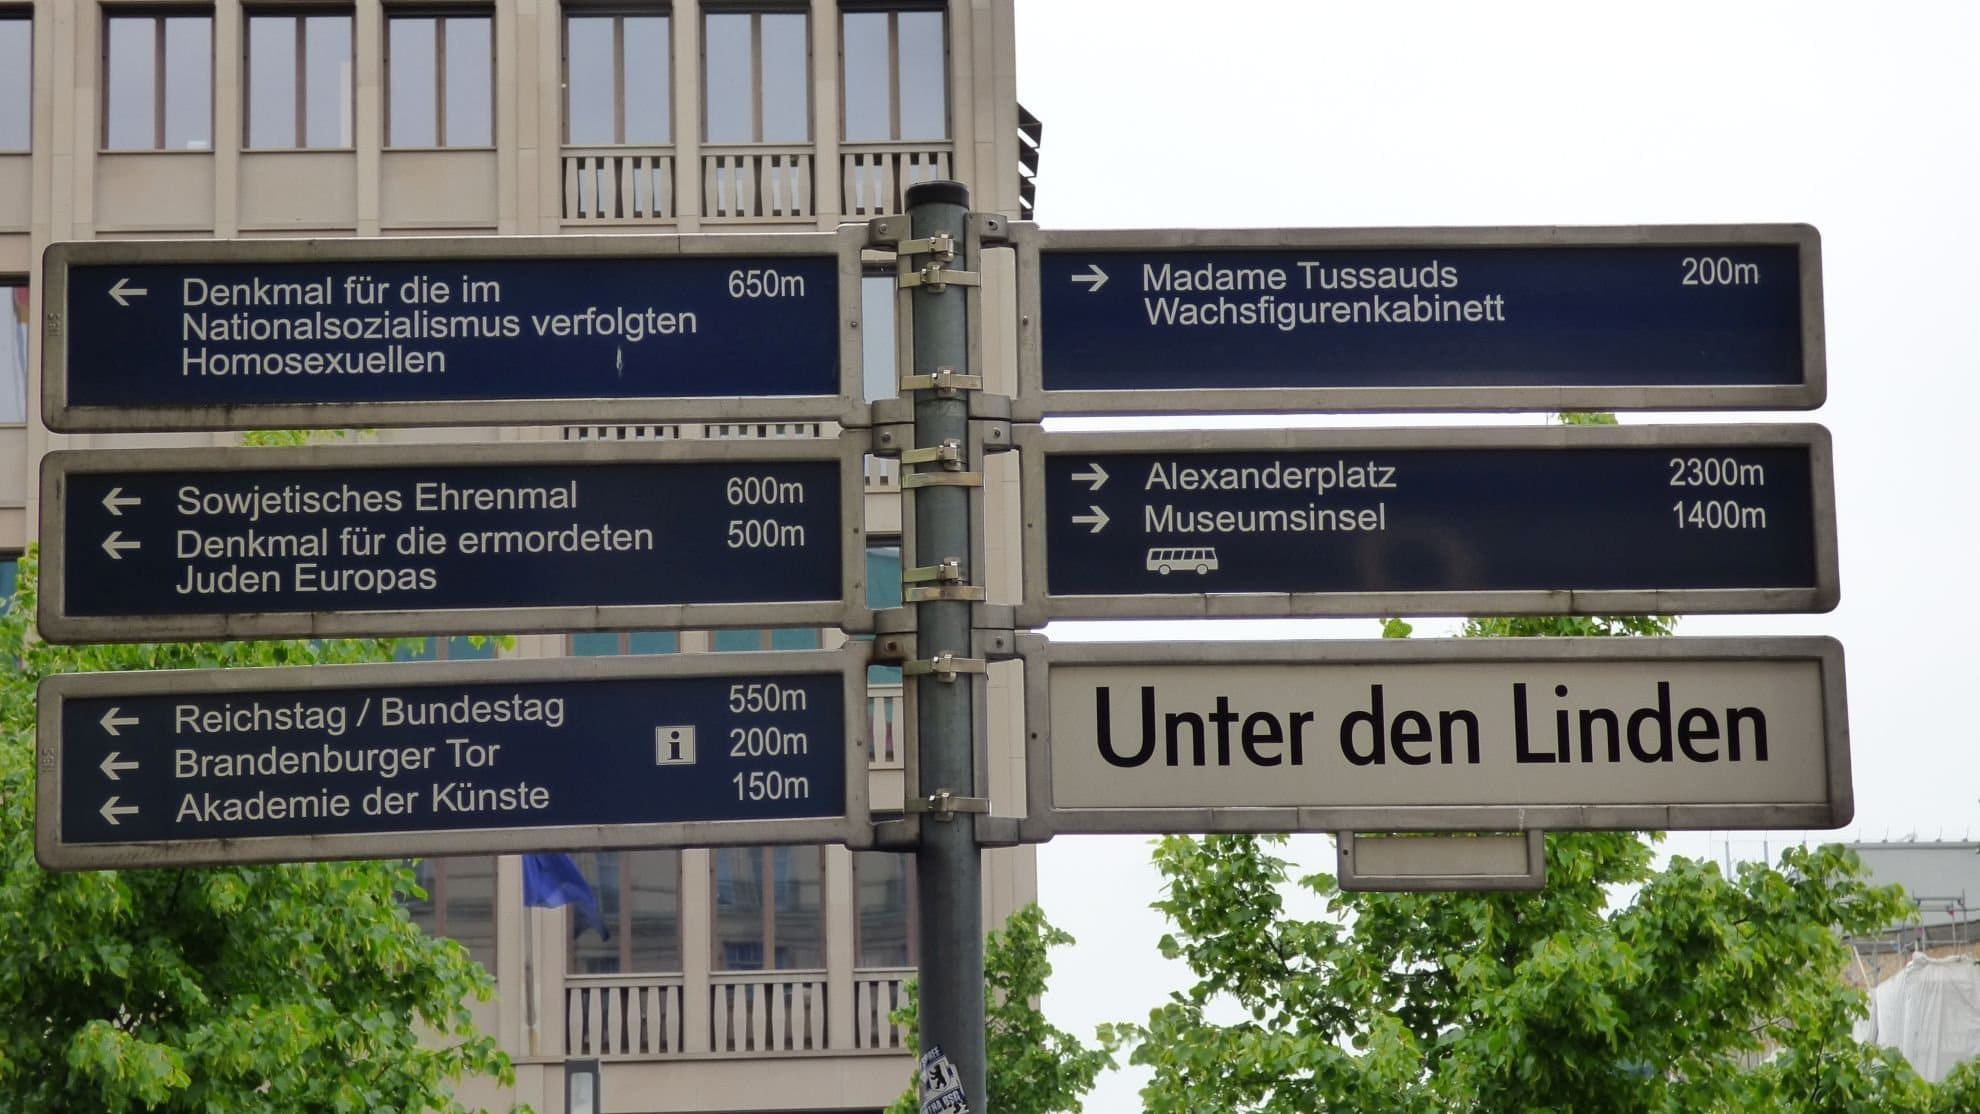 ← Denkmal für die im 650m
Nationalsozialismus verfolgten
Homosexuellen
← Sowjetisches Ehrenmal 600m
← Denkmal für die ermordeten 500m
Juden Europas
← Reichstag / Bundestag 550m
← Brandenburger Tor i 200m
← Akademie der Künste 150m
→ Madame Tussauds 200m
Wachsfigurenkabinett
→ Alexanderplatz 2300m
→ Museumsinsel 1400m
Unter den Linden